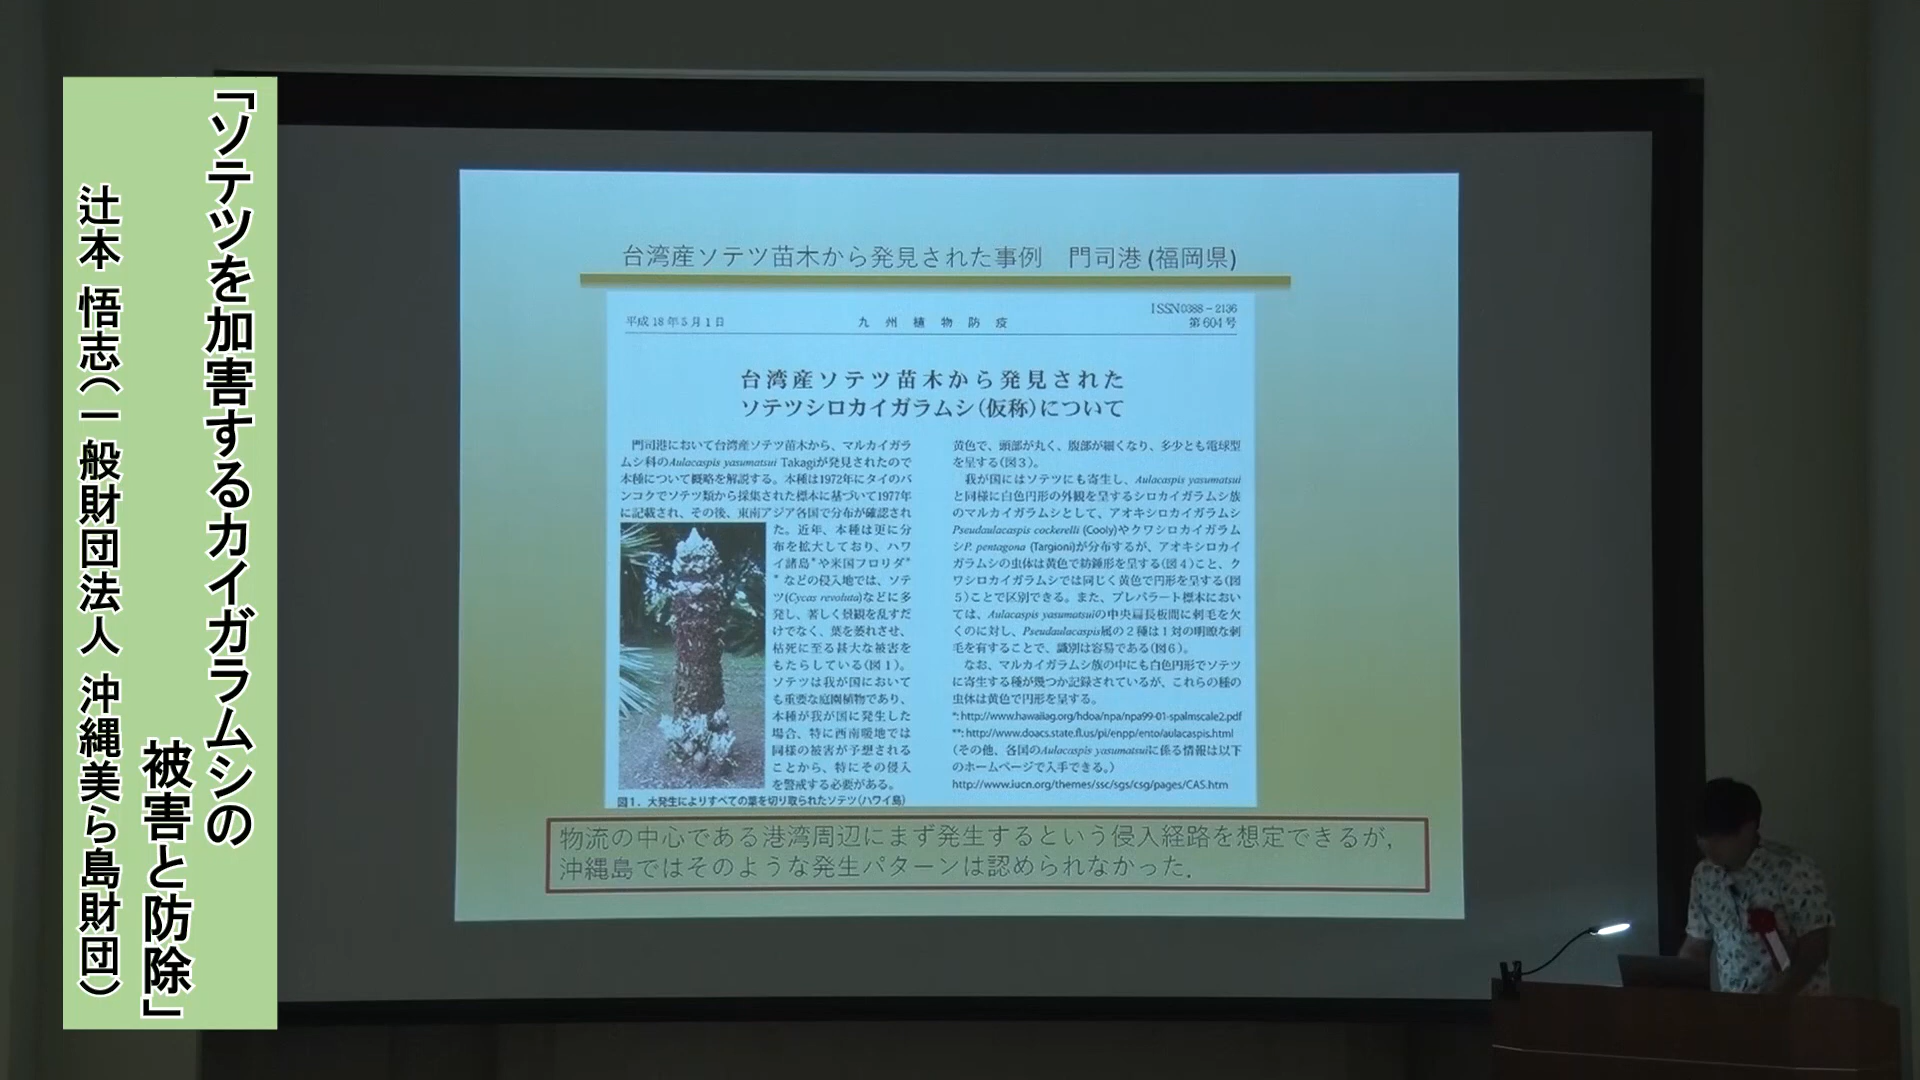 「ソテツを加害するカイガラムシの
被害と防除」
辻本 悟志（一般財団法人 沖縄美ら島財団）
台湾産ソテツ苗木から発見された事例　門司港 (福岡県)
ISSN0388－2136
平成18年5月1日　九州植物防疫　第604号
台湾産ソテツ苗木から発見された
ソテツシロカイガラムシ（仮称）について
門司港において台湾産ソテツ苗木から、マルカイガラ
ムシ科のAulacaspis yasumatsui Takagiが発見されたので
本種について概略を解説する。本種は1972年にタイのバ
ンコクでソテツ類から採集された標本に基づいて1977年
に記載され、その後、東南アジア各国で分布が確認され
た。近年、本種は更に分
布を拡大しており、ハワ
イ諸島*や米国フロリダ*
*などの侵入地では、ソテ
ツ(Cycas revoluta)などに多
発し、著しく景観を乱すだ
けでなく、葉を萎れさせ、
枯死に至る甚大な被害を
もたらしている（図1）。
ソテツは我が国において
も重要な庭園植物であり、
本種が我が国に発生した
場合、特に西南暖地では
同様の被害が予想される
ことから、特にその侵入
を警戒する必要がある。
図1．大発生によりすべての葉を切り取られたソテツ（ハワイ島）
黄色で、頭部が丸く、腹部が細くなり、多少とも電球型
を呈する（図3）。
我が国にはソテツにも寄生し、Aulacaspis yasumatsui
と同様に白色円形の外観を呈するシロカイガラムシ族
のマルカイガラムシとして、アオキシロカイガラムシ
Pseudaulacaspis cockerelli (Cooly)やクワシロカイガラム
シP. pentagona (Targioni)が分布するが、アオキシロカイ
ガラムシの虫体は黄色で紡錘形を呈する（図4）こと、ク
ワシロカイガラムシでは同じく黄色で円形を呈する（図
5）ことで区別できる。また、プレパラート標本におい
ては、Aulacaspis yasumatsuiの中央扁長板間に刺毛を欠
くのに対し、Pseudaulacaspis属の2種は1対の明瞭な刺
毛を有することで、識別は容易である（図6）。
なお、マルカイガラムシ族の中にも白色円形でソテツ
に寄生する種が幾つか記録されているが、これらの種の
虫体は黄色で円形を呈する。
*: http://www.hawaiiag.org/hdoa/npa/npa99-01-spalmscale2.pdf
**: http://www.doacs.state.fl.us/pi/enpp/ento/aulacaspis.html
（その他、各国のAulacaspis yasumatsuiに係る情報は以下
のホームページで入手できる。）
http://www.iucn.org/themes/ssc/sgs/csg/pages/CAS.htm
物流の中心である港湾周辺にまず発生するという侵入経路を想定できるが，
沖縄島ではそのような発生パターンは認められなかった．